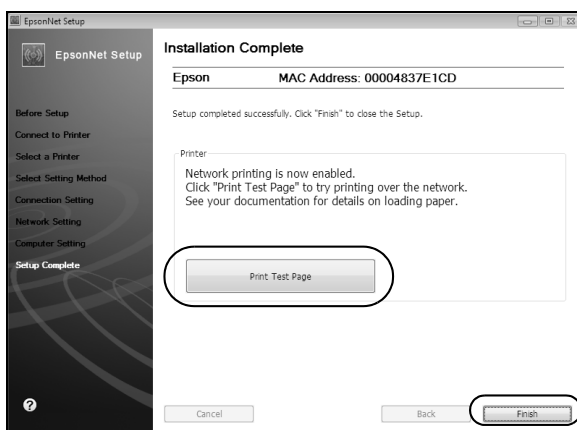 EpsonNet Setup
EpsonNet Setup
Before Setup
Connect to Printer
Select a Printer
Select Setting Method
Connection Setting
Network Setting
Computer Setting
Setup Complete
?
Installation Complete
Epson MAC Address: 00004837E1CD
Setup completed successfully. Click "Finish" to close the Setup.
Printer
Network printing is now enabled.
Click "Print Test Page" to try printing over the network.
See your documentation for details on loading paper.
Print Test Page
Cancel Back Finish